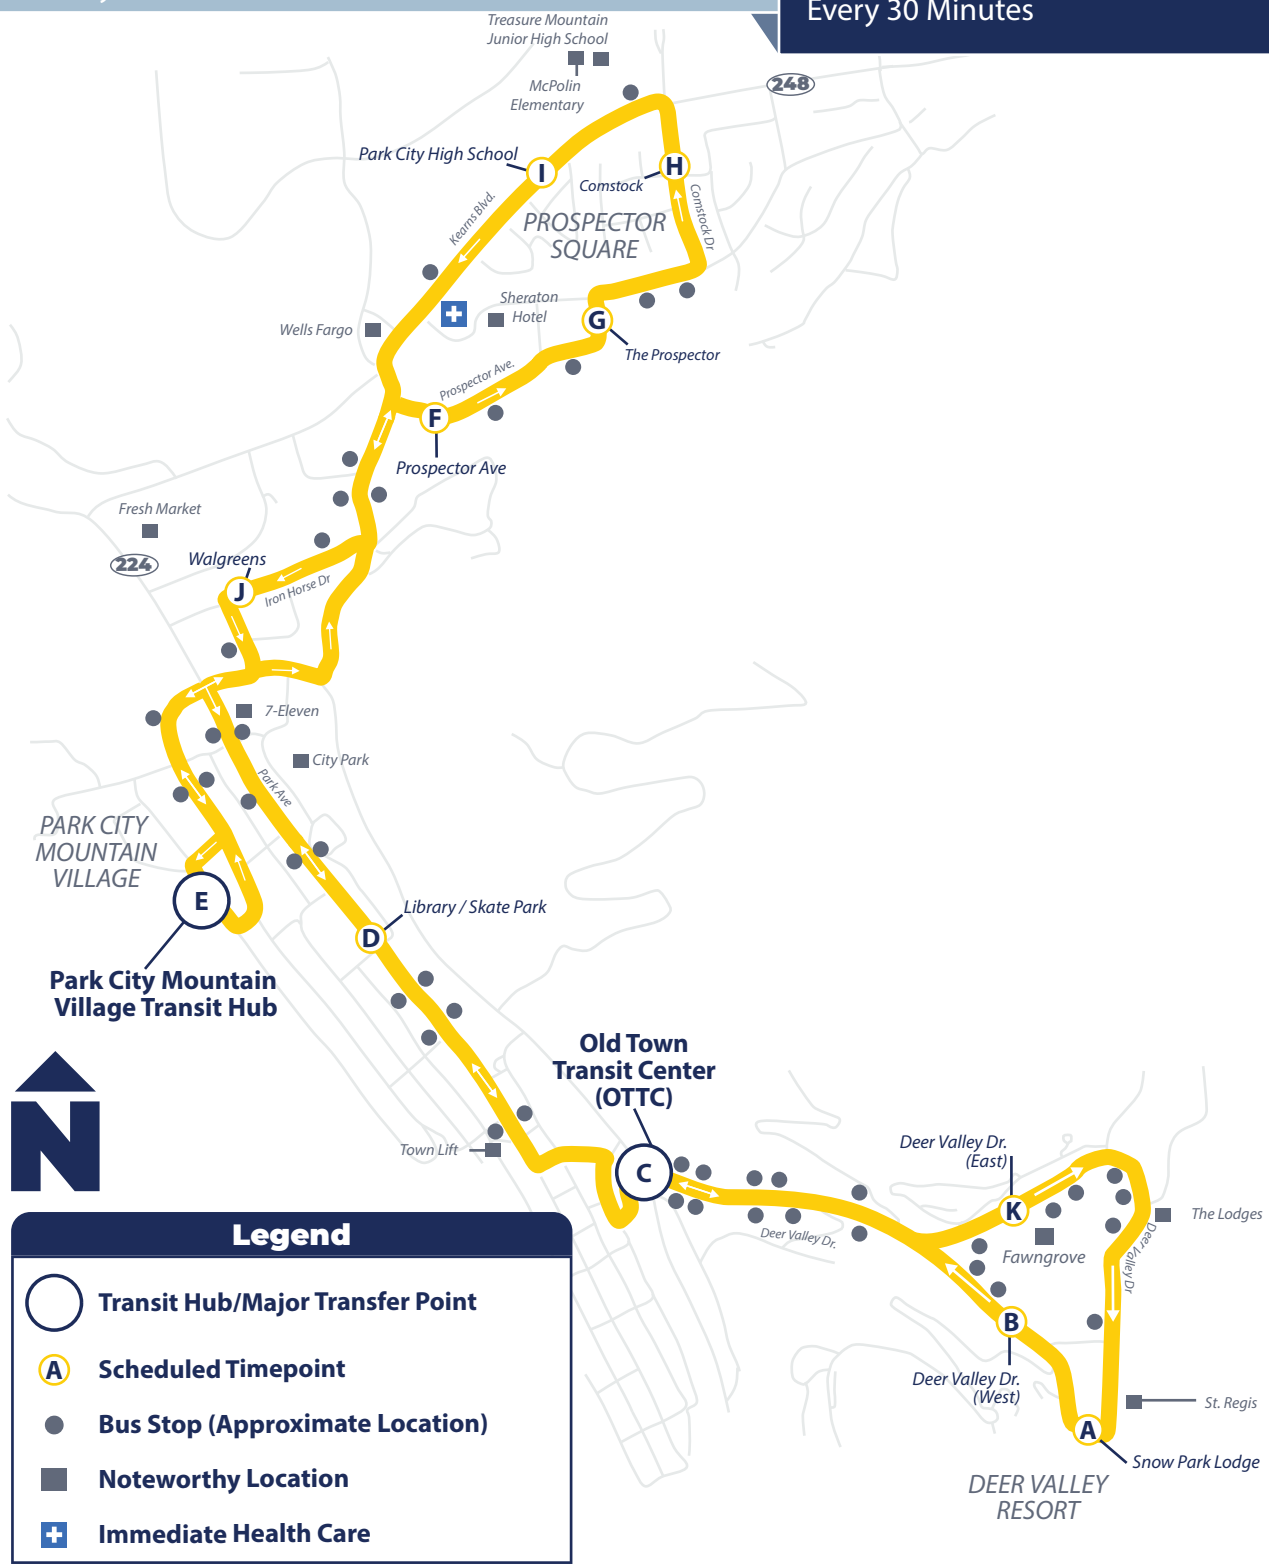 Every 30 Minutes
Treasure Mountain
Junior High School
McPolin
Elementary
248
Park City High School
I
H
Comstock
Kearns Blvd.
Comstock Dr
PROSPECTOR
SQUARE
Sheraton
Hotel
Wells Fargo
G
The Prospector
Prospector Ave.
F
Prospector Ave
Fresh Market
224
Walgreens
J
Iron Horse Dr
7-Eleven
City Park
Park Ave
PARK CITY
MOUNTAIN
VILLAGE
E
Library / Skate Park
D
Park City Mountain
Village Transit Hub
Old Town
Transit Center
(OTTC)
N
Town Lift
C
Deer Valley Dr.
(East)
K
The Lodges
Deer Valley Dr.
Fawngrove
Deer Valley Dr
B
Deer Valley Dr.
(West)
St. Regis
A
Snow Park Lodge
DEER VALLEY
RESORT
Legend
Transit Hub/Major Transfer Point
A Scheduled Timepoint
Bus Stop (Approximate Location)
Noteworthy Location
Immediate Health Care